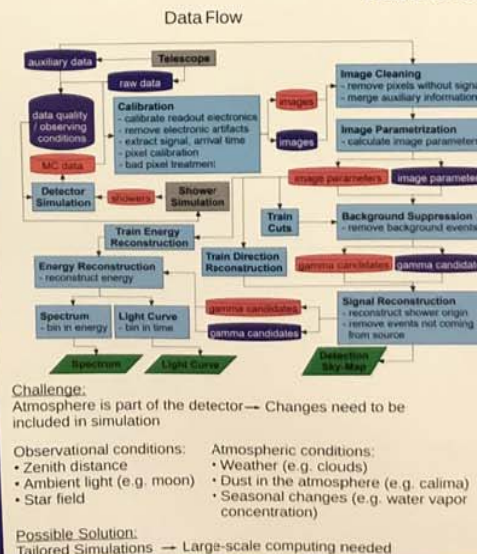 Data Flow
auxiliary data
Telescope
raw data
data quality
/ observing
conditions
Calibration
- calibrate readout electronics
- remove electronic artifacts
- extract signal, arrival time
- pixel calibration
- bad pixel treatment
images
images
Image Cleaning
- remove pixels without signal
- merge auxiliary information
Image Parametrization
- calculate image parameters
MC data
Detector
Simulation
showers
Shower
Simulation
image parameters
image parameter
Train
Cuts
Background Suppression
- remove background events
Train Energy
Reconstruction
Train Direction
Reconstruction
gamma candidates
gamma candidate
Energy Reconstruction
- reconstruct energy
Spectrum
- bin in energy
Light Curve
- bin in time
gamma candidates
gamma candidates
Signal Reconstruction
- reconstruct shower origin
- remove events not coming
from source
Spectrum
Light Curve
Detection
Sky-Map
Challenge:
Atmosphere is part of the detector → Changes need to be
included in simulation
Observational conditions:
• Zenith distance
• Ambient light (e.g. moon)
• Star field
Atmospheric conditions:
• Weather (e.g. clouds)
• Dust in the atmosphere (e.g. calima)
• Seasonal changes (e.g. water vapor
concentration)
Possible Solution:
Tailored Simulations → Large-scale computing needed